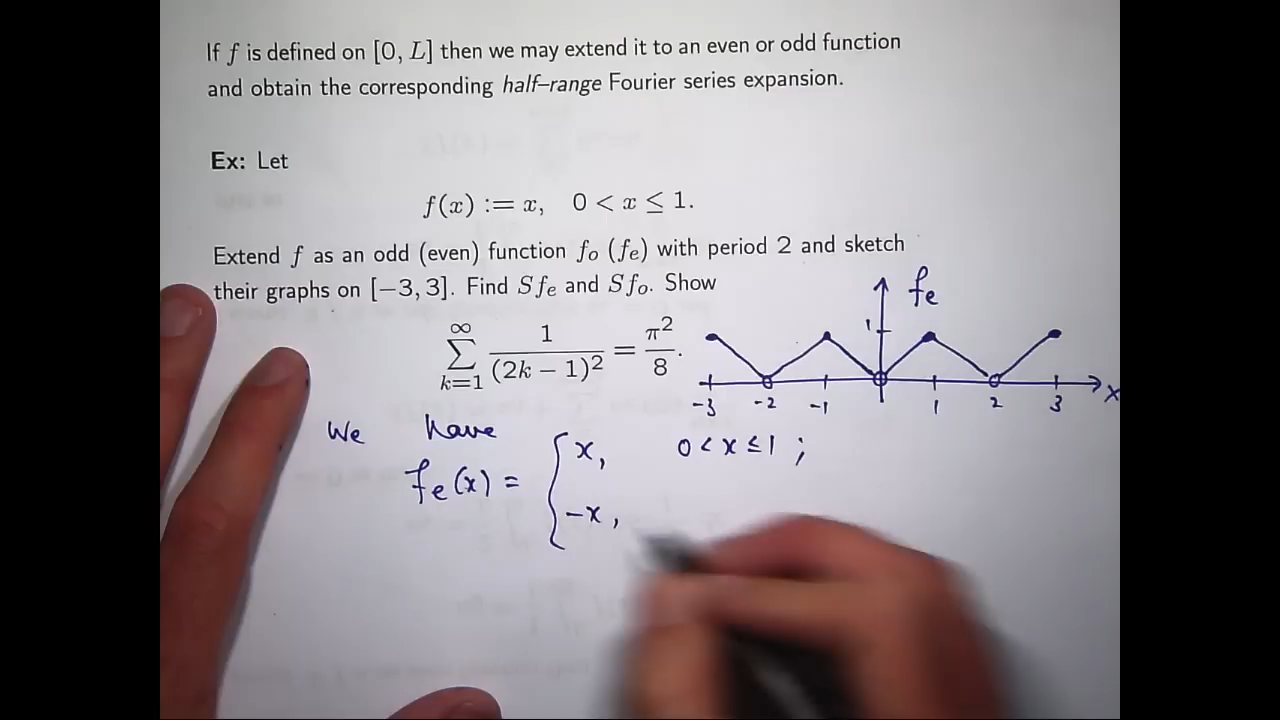 If f is defined on [0, L] then we may extend it to an even or odd function
and obtain the corresponding half–range Fourier series expansion.
Ex: Let
f(x) := x, 0 < x ≤ 1.
Extend f as an odd (even) function f_o (f_e) with period 2 and sketch
their graphs on [−3, 3]. Find Sf_e and Sf_o. Show
∞∑k=1 1/(2k − 1)² = π²/8.
f_e
1
-3 -2 -1 1 2 3 x
We have
f_e(x) = { x, 0 < x ≤ 1 ;
-x,